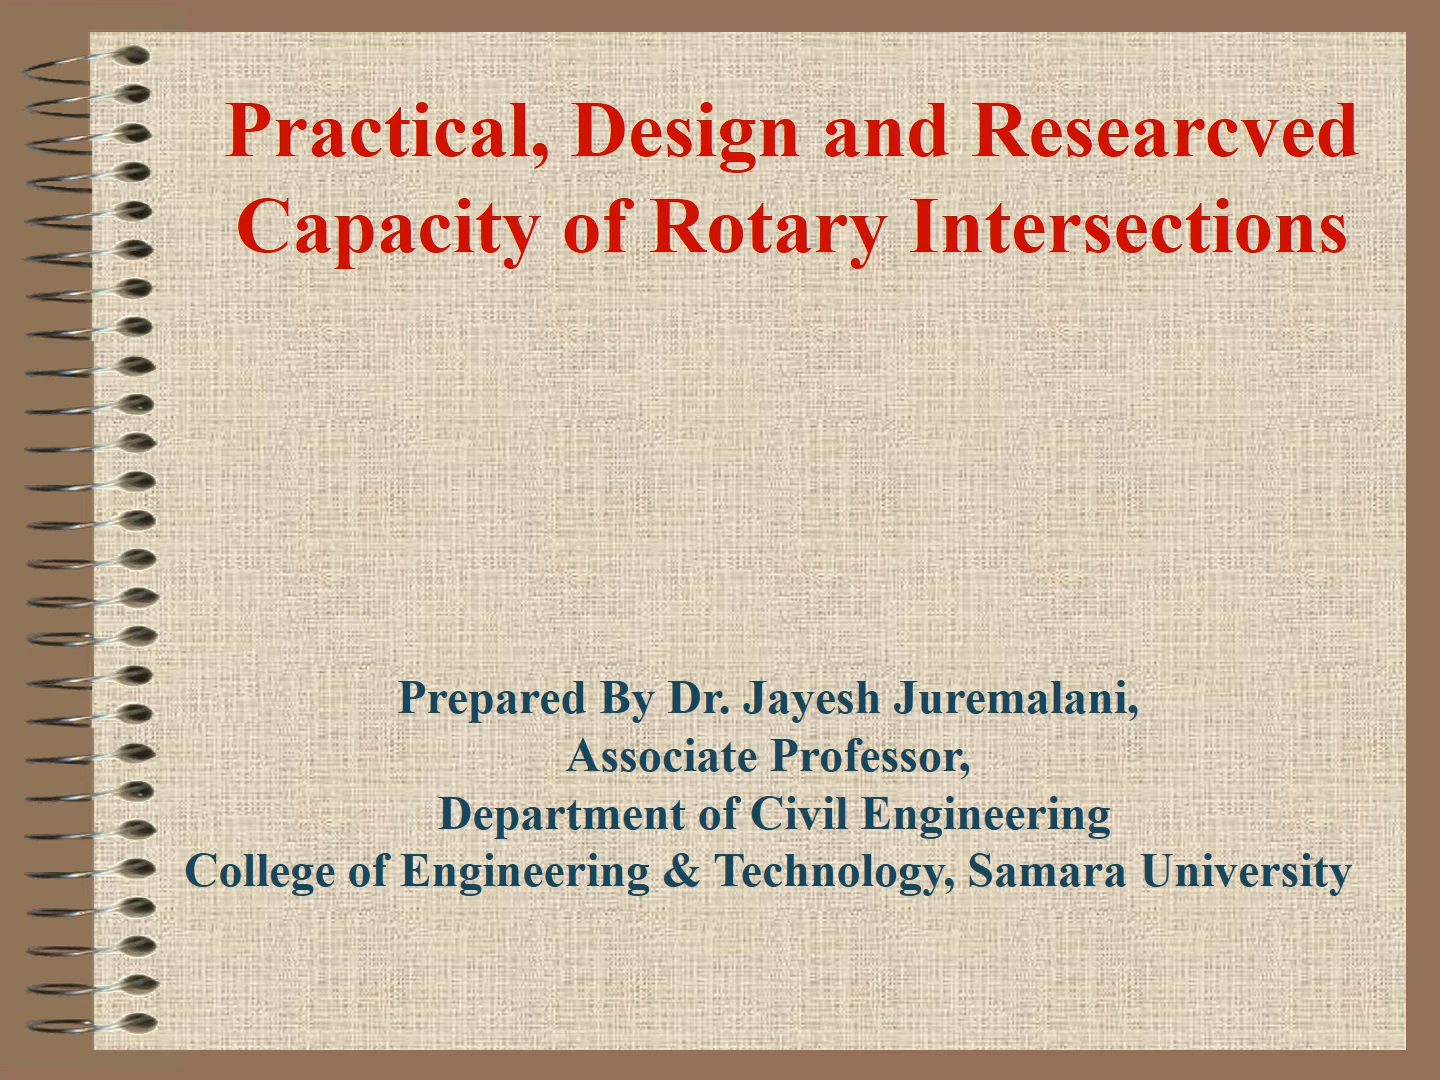 Practical, Design and Researcved
Capacity of Rotary Intersections
Prepared By Dr. Jayesh Juremalani,
Associate Professor,
Department of Civil Engineering
College of Engineering & Technology, Samara University